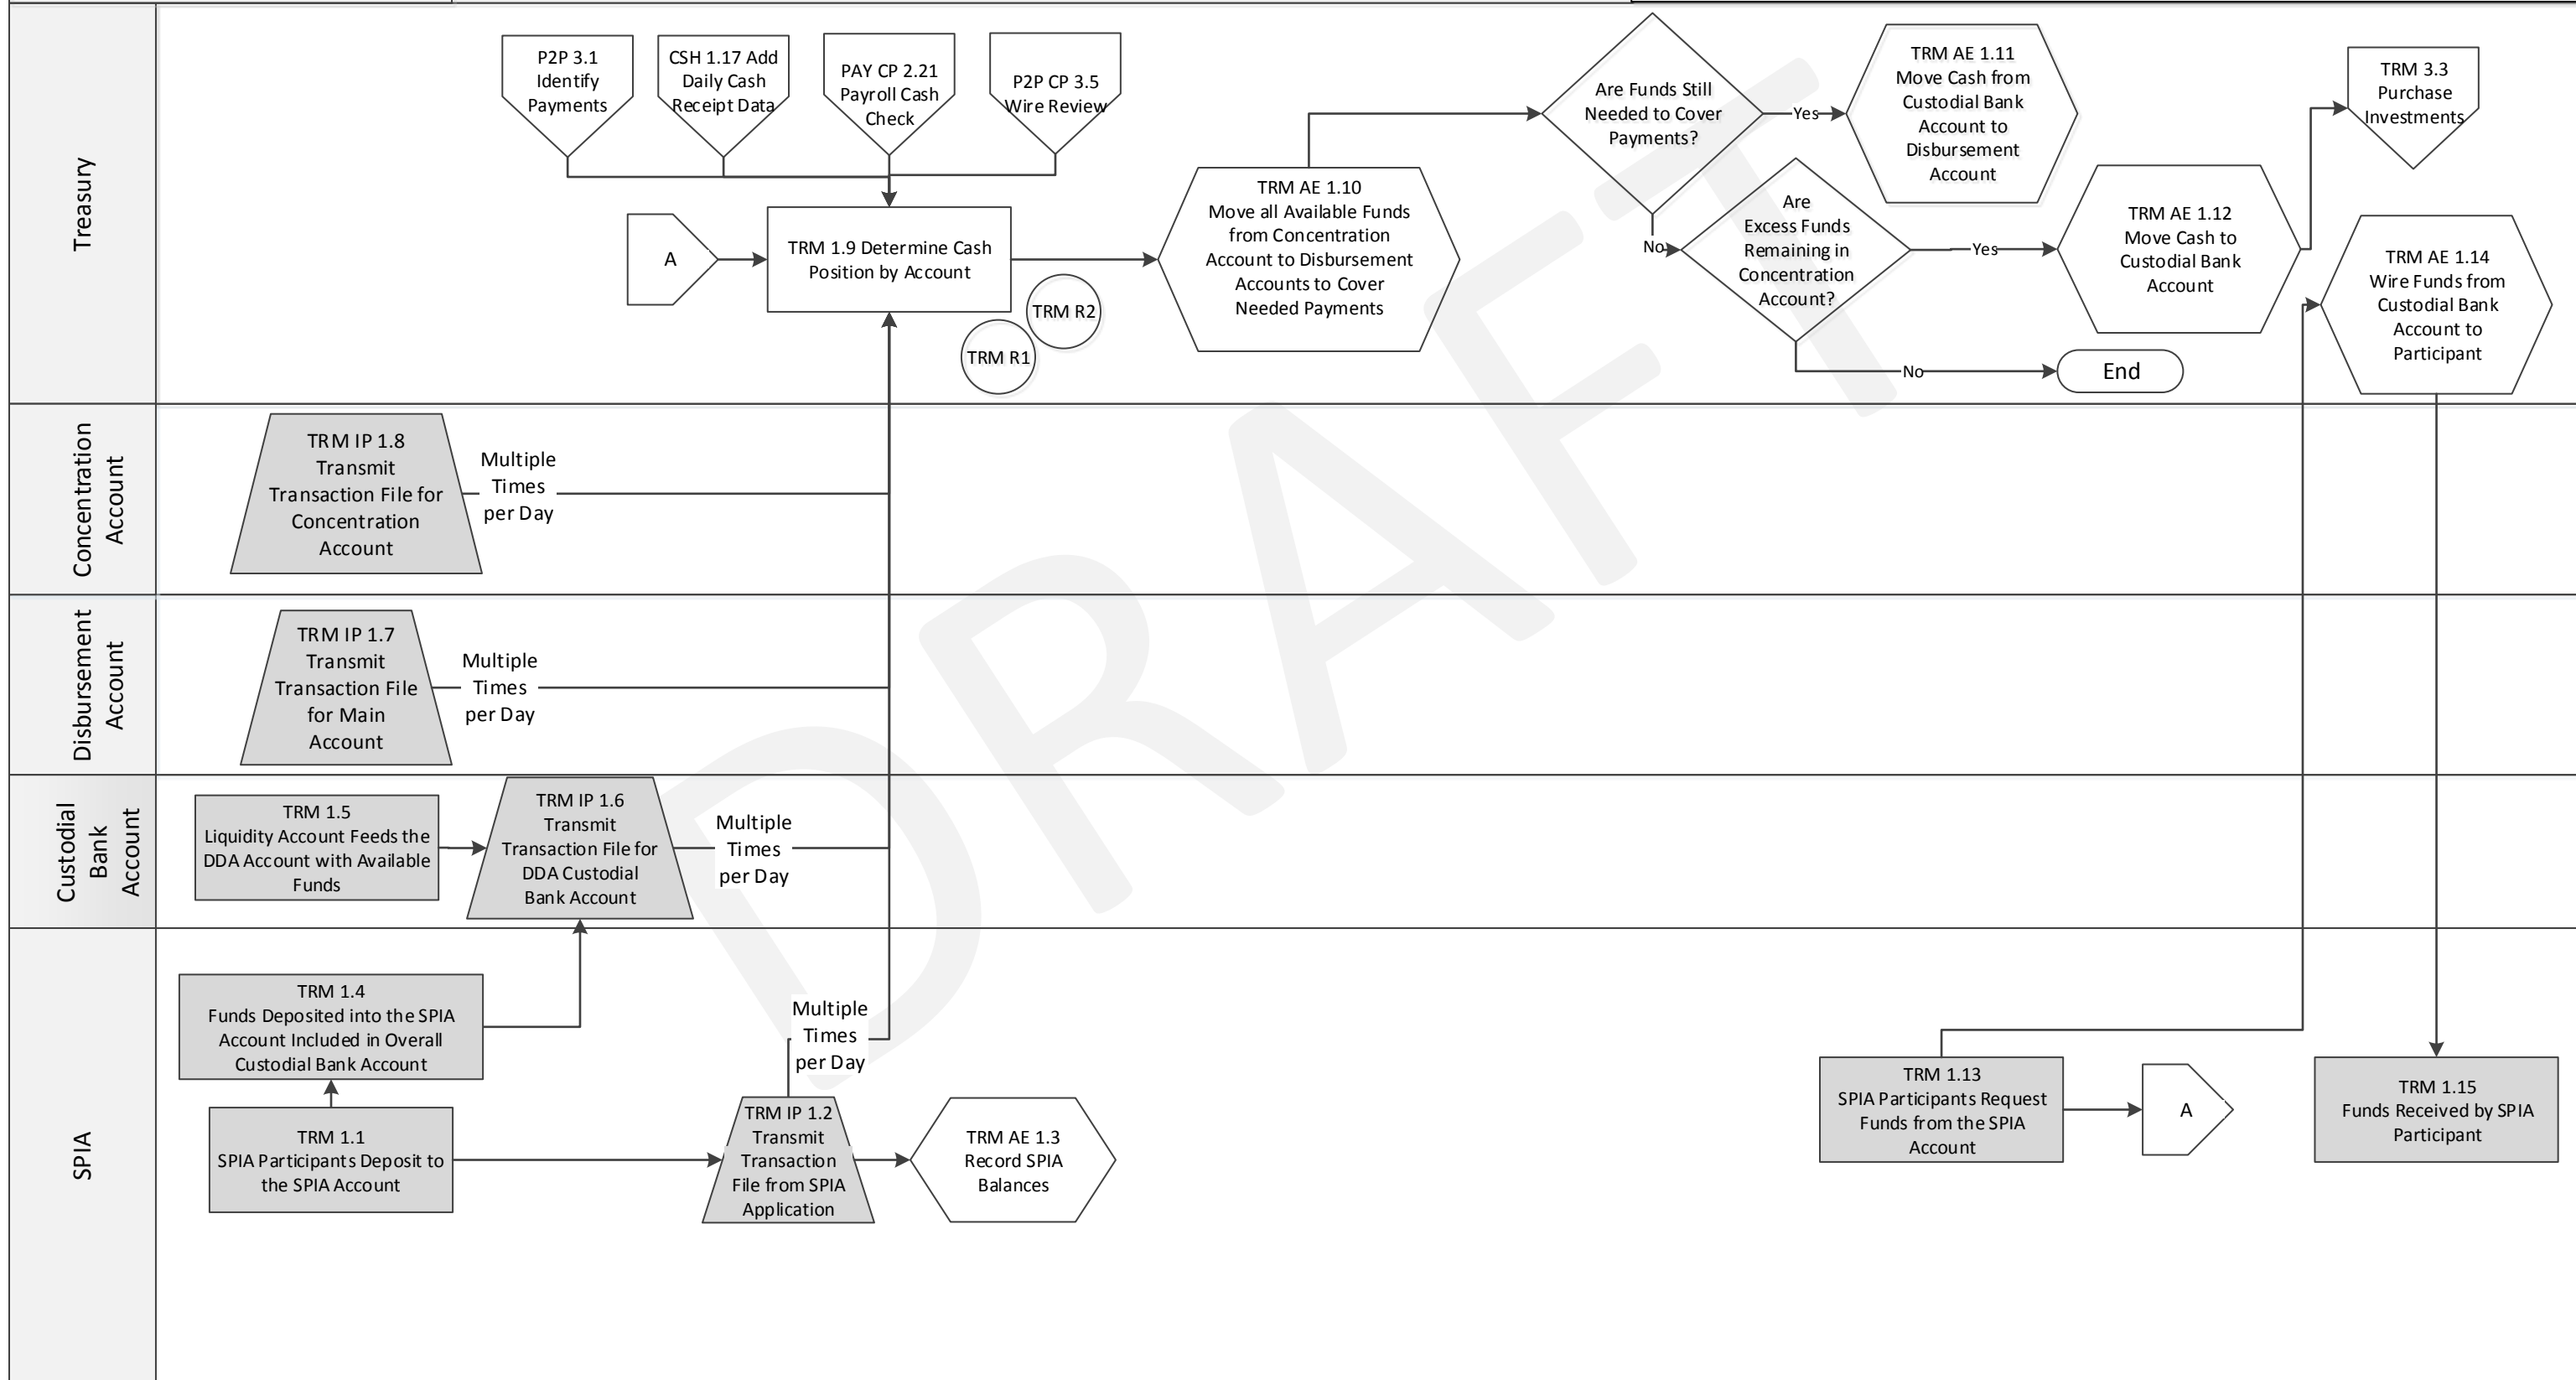 Treasury
P2P 3.1
Identify
Payments
CSH 1.17 Add
Daily Cash
Receipt Data
PAY CP 2.21
Payroll Cash
Check
P2P CP 3.5
Wire Review
A
TRM 1.9 Determine Cash
Position by Account
TRM R2
TRM R1
TRM AE 1.10
Move all Available Funds
from Concentration
Account to Disbursement
Accounts to Cover
Needed Payments
Are Funds Still
Needed to Cover
Payments?
Yes
No
TRM AE 1.11
Move Cash from
Custodial Bank
Account to
Disbursement
Account
Are
Excess Funds
Remaining in
Concentration
Account?
Yes
No
TRM AE 1.12
Move Cash to
Custodial Bank
Account
End
TRM 3.3
Purchase
Investments
TRM AE 1.14
Wire Funds from
Custodial Bank
Account to
Participant
Concentration
Account
TRM IP 1.8
Transmit
Transaction File for
Concentration
Account
Multiple
Times
per Day
Disbursement
Account
TRM IP 1.7
Transmit
Transaction File
for Main
Account
Multiple
Times
per Day
Custodial
Bank
Account
TRM 1.5
Liquidity Account Feeds the
DDA Account with Available
Funds
TRM IP 1.6
Transmit
Transaction File for
DDA Custodial
Bank Account
Multiple
Times
per Day
SPIA
TRM 1.4
Funds Deposited into the SPIA
Account Included in Overall
Custodial Bank Account
TRM 1.1
SPIA Participants Deposit to
the SPIA Account
Multiple
Times
per Day
TRM IP 1.2
Transmit
Transaction
File from SPIA
Application
TRM AE 1.3
Record SPIA
Balances
TRM 1.13
SPIA Participants Request
Funds from the SPIA
Account
A
TRM 1.15
Funds Received by SPIA
Participant
DRAFT